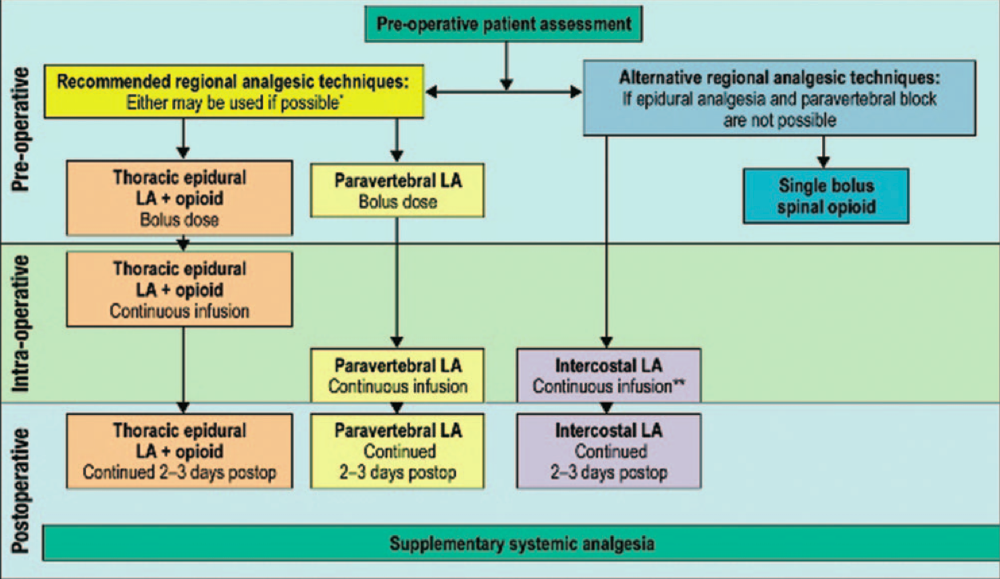 Pre-operative patient assessment
Recommended regional analgesic techniques:
Either may be used if possible*
Alternative regional analgesic techniques:
If epidural analgesia and paravertebral block
are not possible
Pre-operative
Thoracic epidural
LA + opioid
Bolus dose
Paravertebral LA
Bolus dose
Single bolus
spinal opioid
Intra-operative
Thoracic epidural
LA + opioid
Continuous infusion
Paravertebral LA
Continuous infusion
Intercostal LA
Continuous infusion**
Postoperative
Thoracic epidural
LA + opioid
Continued 2–3 days postop
Paravertebral LA
Continued
2–3 days postop
Intercostal LA
Continued
2–3 days postop
Supplementary systemic analgesia